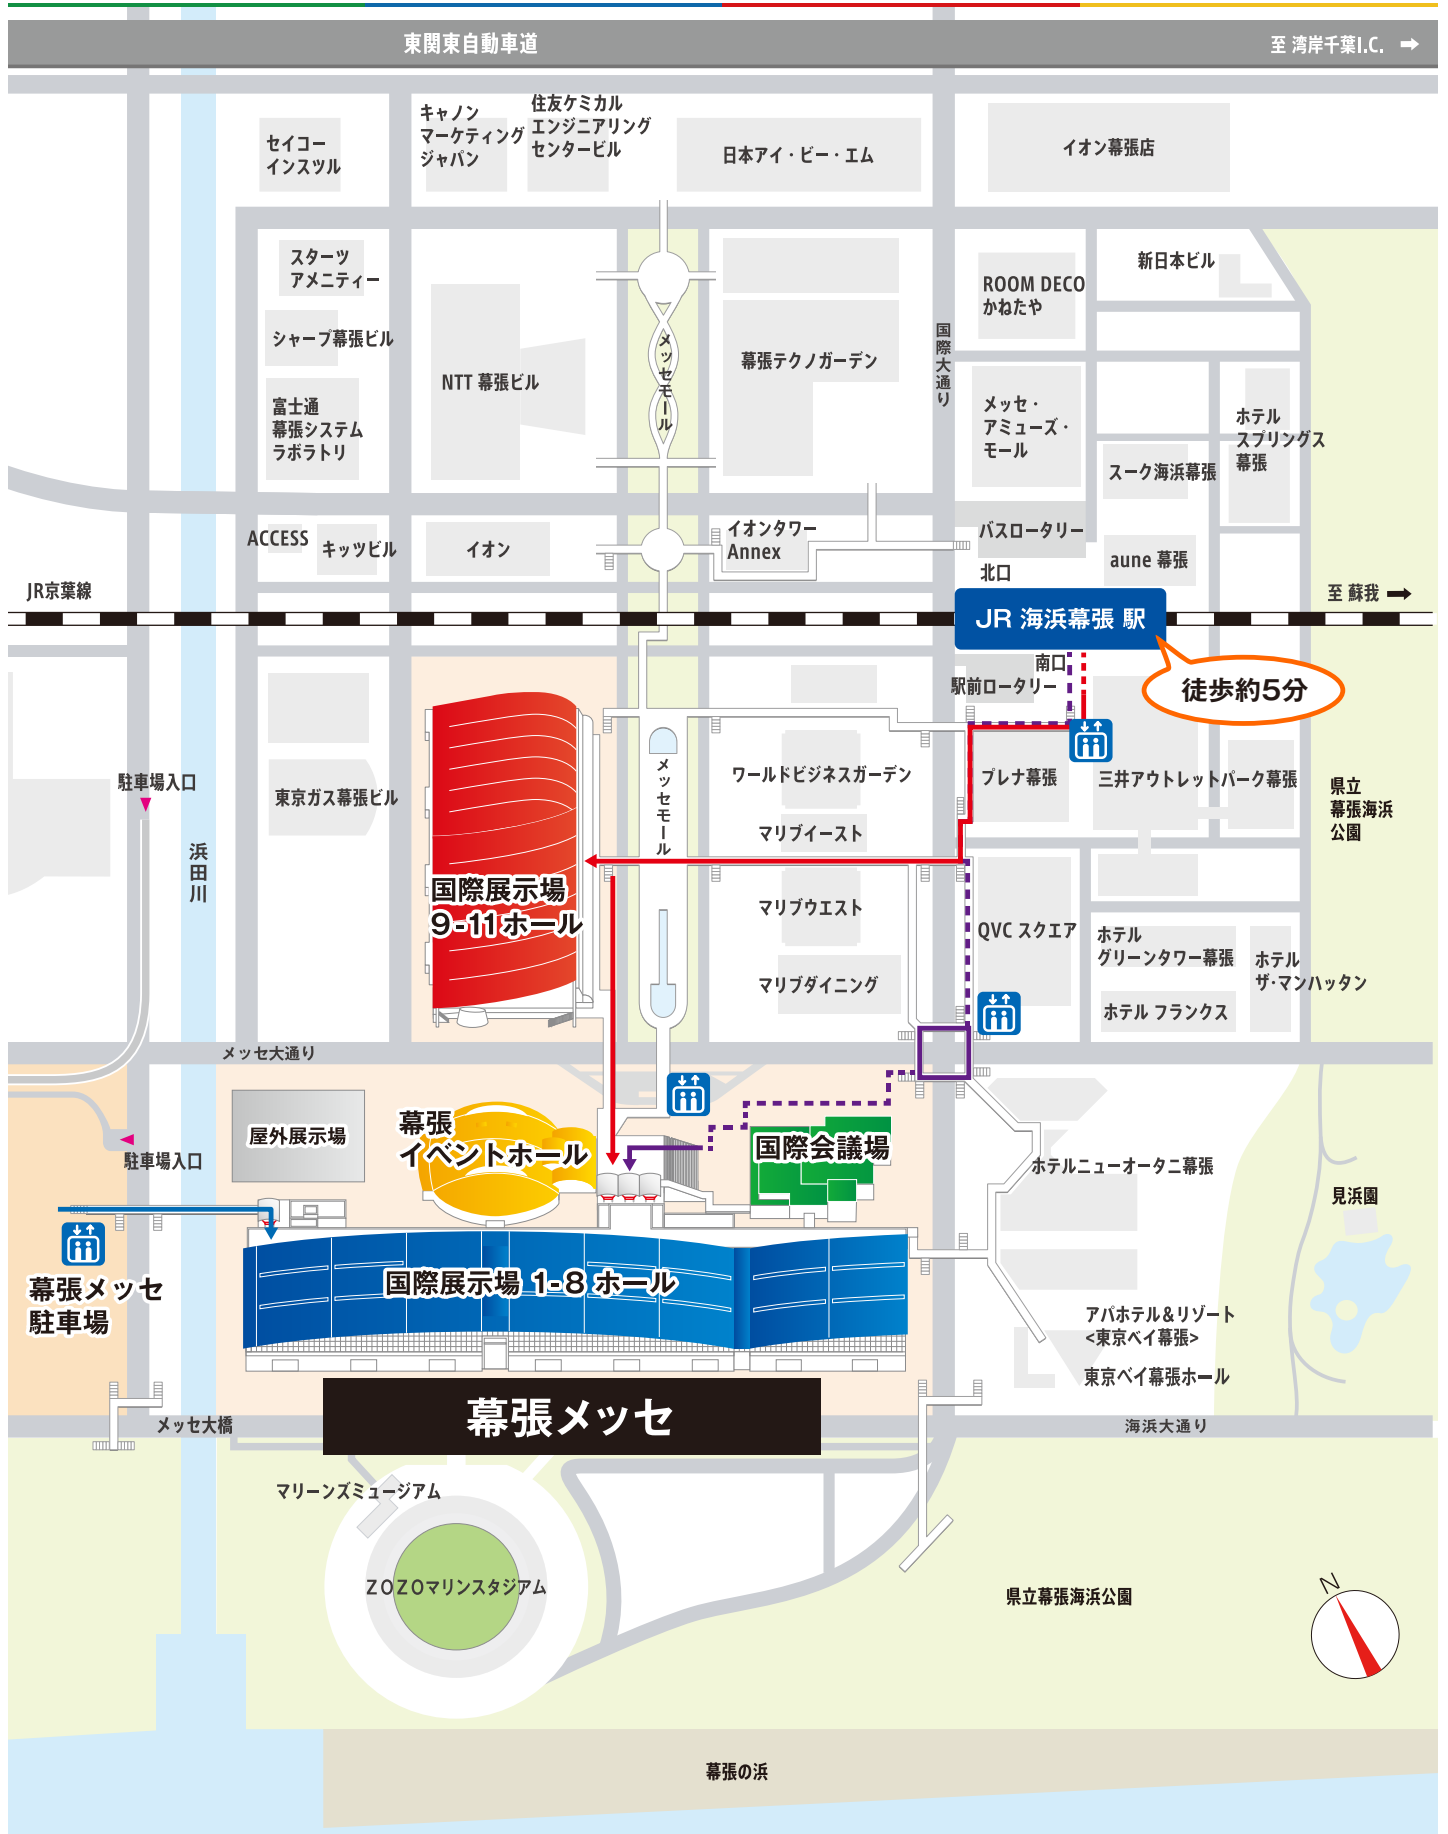 東関東自動車道
至 湾岸千葉I.C.
セイコー
インスツル
キャノン
マーケティング
ジャパン
住友ケミカル
エンジニアリング
センタービル
日本アイ・ビー・エム
イオン幕張店
スターツ
アメニティー
シャープ幕張ビル
富士通
幕張システム
ラボラトリ
NTT 幕張ビル
メッセモール
幕張テクノガーデン
国際大通り
ROOM DECO
かねたや
新日本ビル
メッセ・
アミューズ・
モール
ホテル
スプリングス
幕張
スーク海浜幕張
ACCESS
キッツビル
イオン
イオンタワー
Annex
バスロータリー
北口
aune 幕張
JR京葉線
至 蘇我
JR 海浜幕張 駅
南口
駅前ロータリー
徒歩約5分
駐車場入口
東京ガス幕張ビル
メッセモール
ワールドビジネスガーデン
プレナ幕張
三井アウトレットパーク幕張
県立
幕張海浜
公園
浜田川
マリブイースト
国際展示場
9-11ホール
マリブウエスト
QVC スクエア
ホテル
グリーンタワー幕張
ホテル
ザ・マンハッタン
マリブダイニング
ホテル フランクス
メッセ大通り
屋外展示場
幕張
イベントホール
国際会議場
駐車場入口
ホテルニューオータニ幕張
見浜園
幕張メッセ
駐車場
国際展示場 1-8 ホール
アパホテル&リゾート
<東京ベイ幕張>
東京ベイ幕張ホール
幕張メッセ
メッセ大橋
海浜大通り
マリーンズミュージアム
ZOZOマリンスタジアム
県立幕張海浜公園
N
幕張の浜